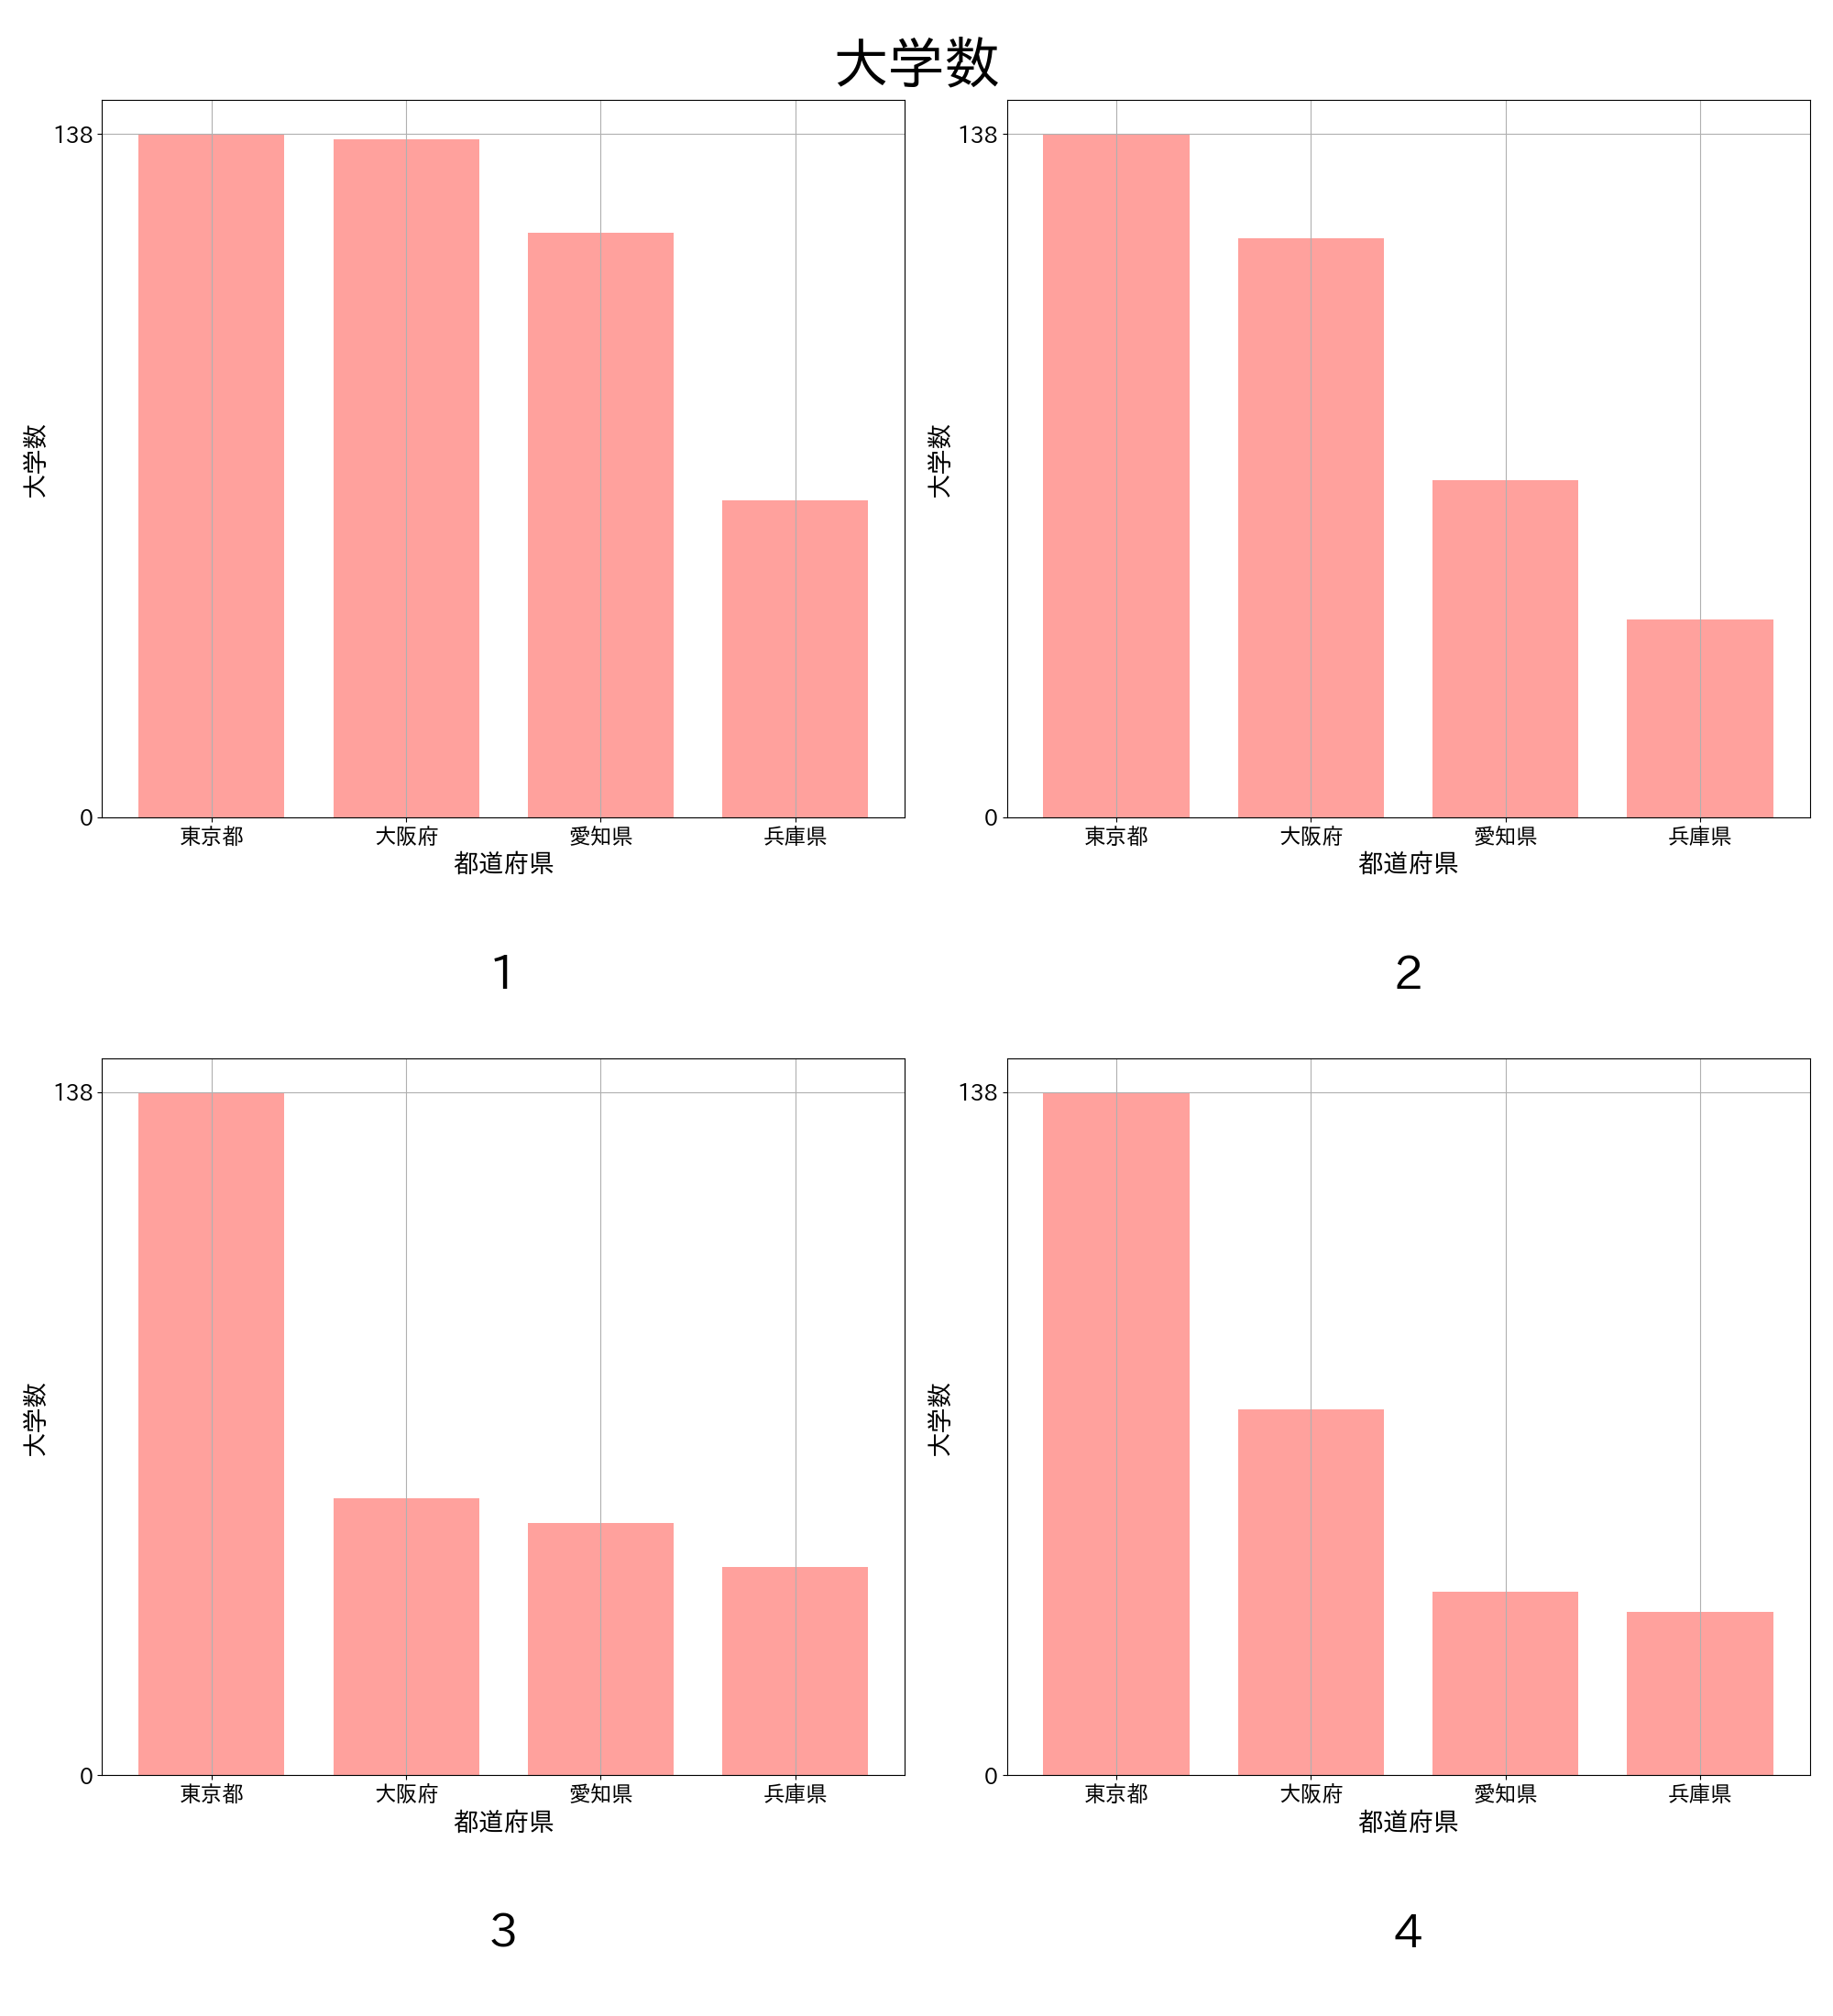 大学数
138
0
大学数
東京都 大阪府 愛知県 兵庫県
都道府県
1
138
0
大学数
東京都 大阪府 愛知県 兵庫県
都道府県
2
138
0
大学数
東京都 大阪府 愛知県 兵庫県
都道府県
3
138
0
大学数
東京都 大阪府 愛知県 兵庫県
都道府県
4